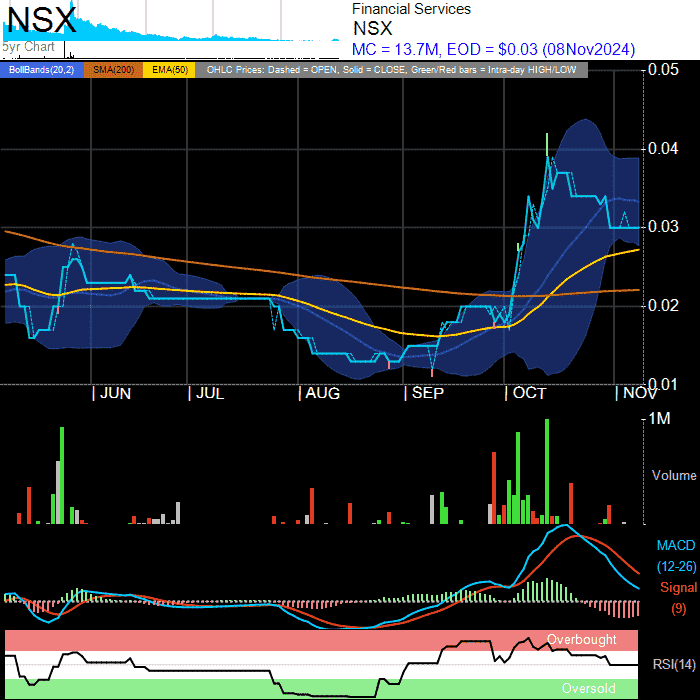 NSX
5yr Chart
Financial Services
NSX
MC = 13.7M, EOD = $0.03 (08Nov2024)
BollBands(20,2) SMA(200) EMA(50) OHLC Prices: Dashed = OPEN, Solid = CLOSE, Green/Red bars = Intra-day HIGH/LOW
0.05
0.04
0.03
0.02
0.01
| JUN | JUL | AUG | SEP | OCT | NOV
1M
Volume
MACD
(12-26)
Signal
(9)
Overbought
RSI(14)
Oversold